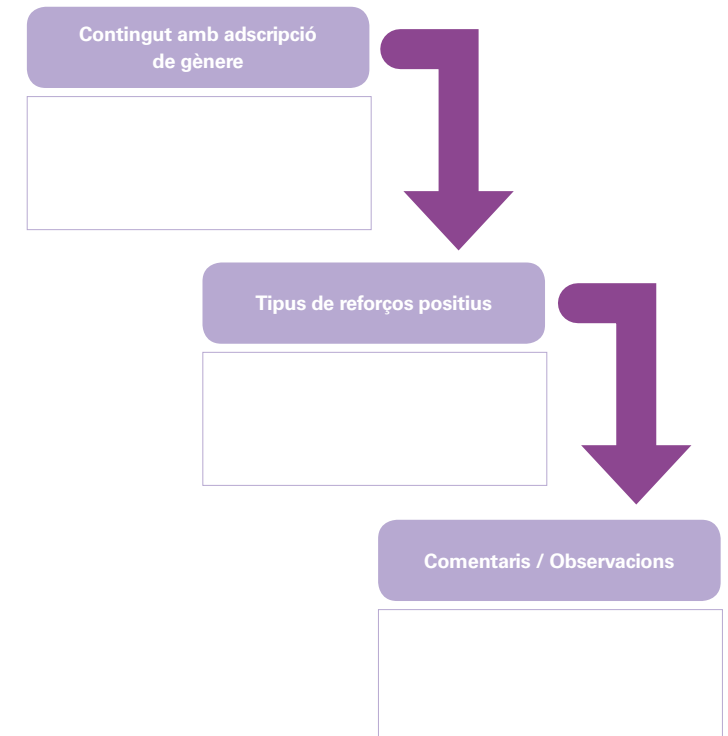 Contingut amb adscripció
de gènere
Tipus de reforços positius
Comentaris / Observacions